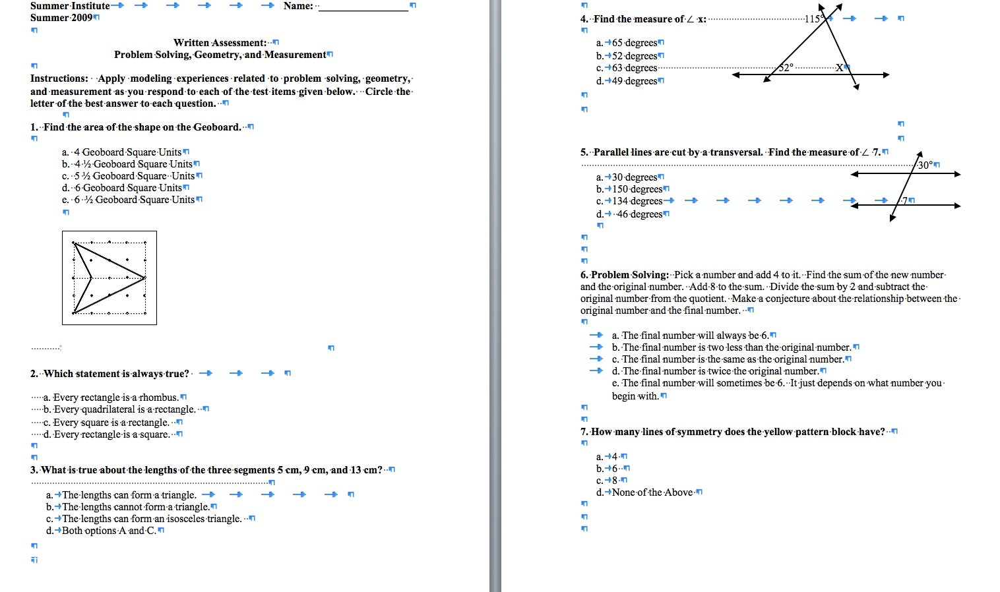 Summer Institute Name: ____________________
Summer 2009
Written Assessment:
Problem Solving, Geometry, and Measurement
Instructions: Apply modeling experiences related to problem solving, geometry,
and measurement as you respond to each of the test items given below. Circle the
letter of the best answer to each question.
1. Find the area of the shape on the Geoboard.
a. 4 Geoboard Square Units
b. 4 ½ Geoboard Square Units
c. 5 ½ Geoboard Square Units
d. 6 Geoboard Square Units
e. 6 ½ Geoboard Square Units
2. Which statement is always true?
a. Every rectangle is a rhombus.
b. Every quadrilateral is a rectangle.
c. Every square is a rectangle.
d. Every rectangle is a square.
3. What is true about the lengths of the three segments 5 cm, 9 cm, and 13 cm?
a. The lengths can form a triangle.
b. The lengths cannot form a triangle.
c. The lengths can form an isosceles triangle.
d. Both options A and C.
4. Find the measure of ∠ x: 115°
a. 65 degrees
b. 52 degrees
c. 63 degrees 52° X
d. 49 degrees
5. Parallel lines are cut by a transversal. Find the measure of ∠ 7.
30°
a. 30 degrees
b. 150 degrees
c. 134 degrees 7
d. 46 degrees
6. Problem Solving: Pick a number and add 4 to it. Find the sum of the new number
and the original number. Add 8 to the sum. Divide the sum by 2 and subtract the
original number from the quotient. Make a conjecture about the relationship between the
original number and the final number.
a. The final number will always be 6.
b. The final number is two less than the original number.
c. The final number is the same as the original number.
d. The final number is twice the original number.
e. The final number will sometimes be 6. It just depends on what number you
begin with.
7. How many lines of symmetry does the yellow pattern block have?
a. 4
b. 6
c. 8
d. None of the Above